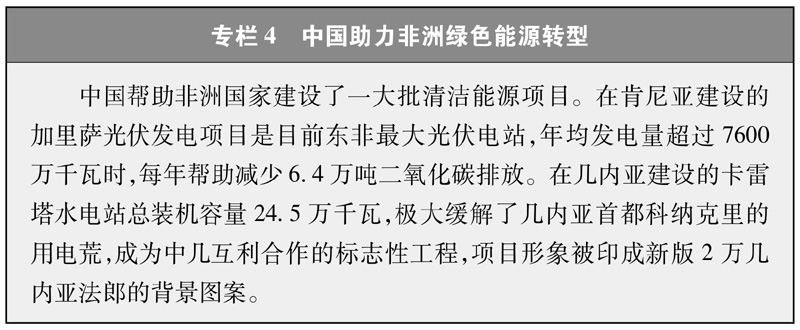 专栏 4　中国助力非洲绿色能源转型
中国帮助非洲国家建设了一大批清洁能源项目。在肯尼亚建设的
加里萨光伏发电项目是目前东非最大光伏电站，年均发电量超过 7600
万千瓦时，每年帮助减少 6.4 万吨二氧化碳排放。在几内亚建设的卡雷
塔水电站总装机容量 24.5 万千瓦，极大缓解了几内亚首都科纳克里的
用电荒，成为中几互利合作的标志性工程，项目形象被印成新版 2 万几
内亚法郎的背景图案。